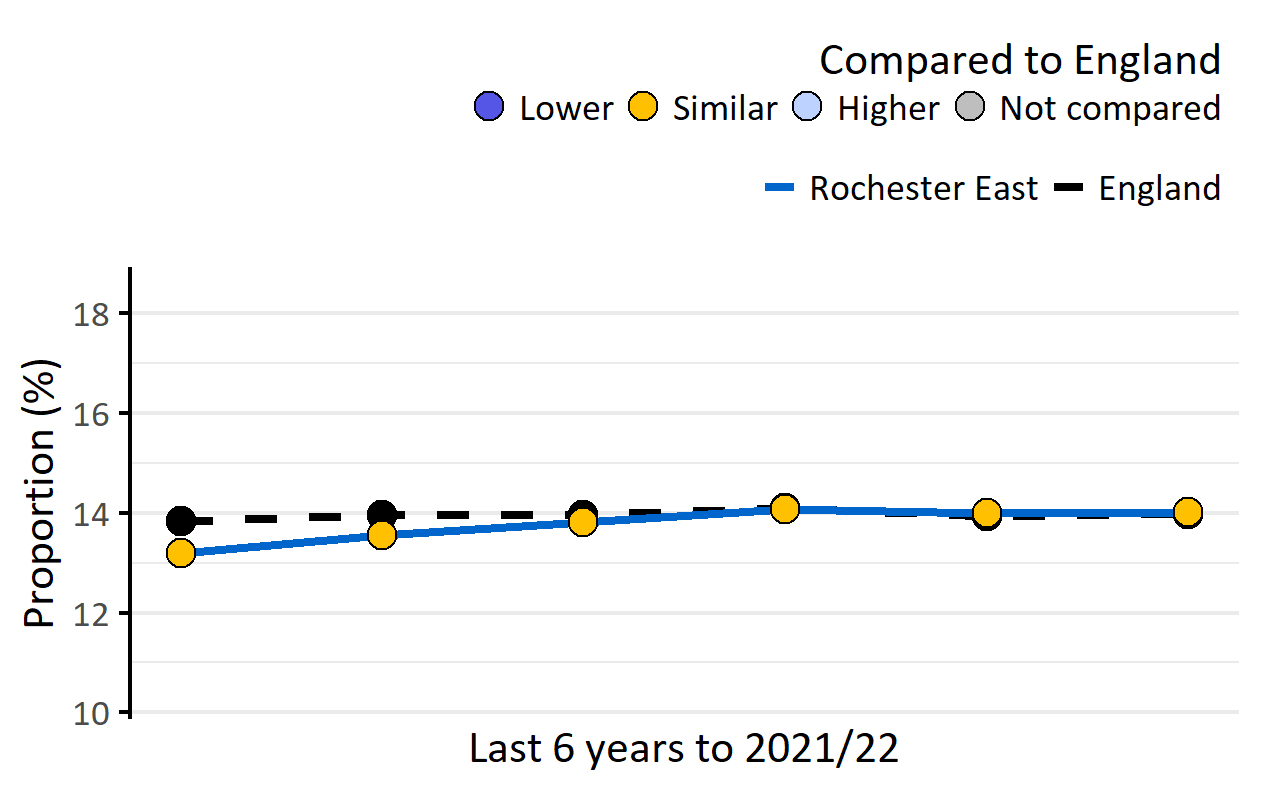 Compared to England
Lower Similar Higher Not compared
Rochester East England
18
16
14
12
10
Proportion (%)
Last 6 years to 2021/22